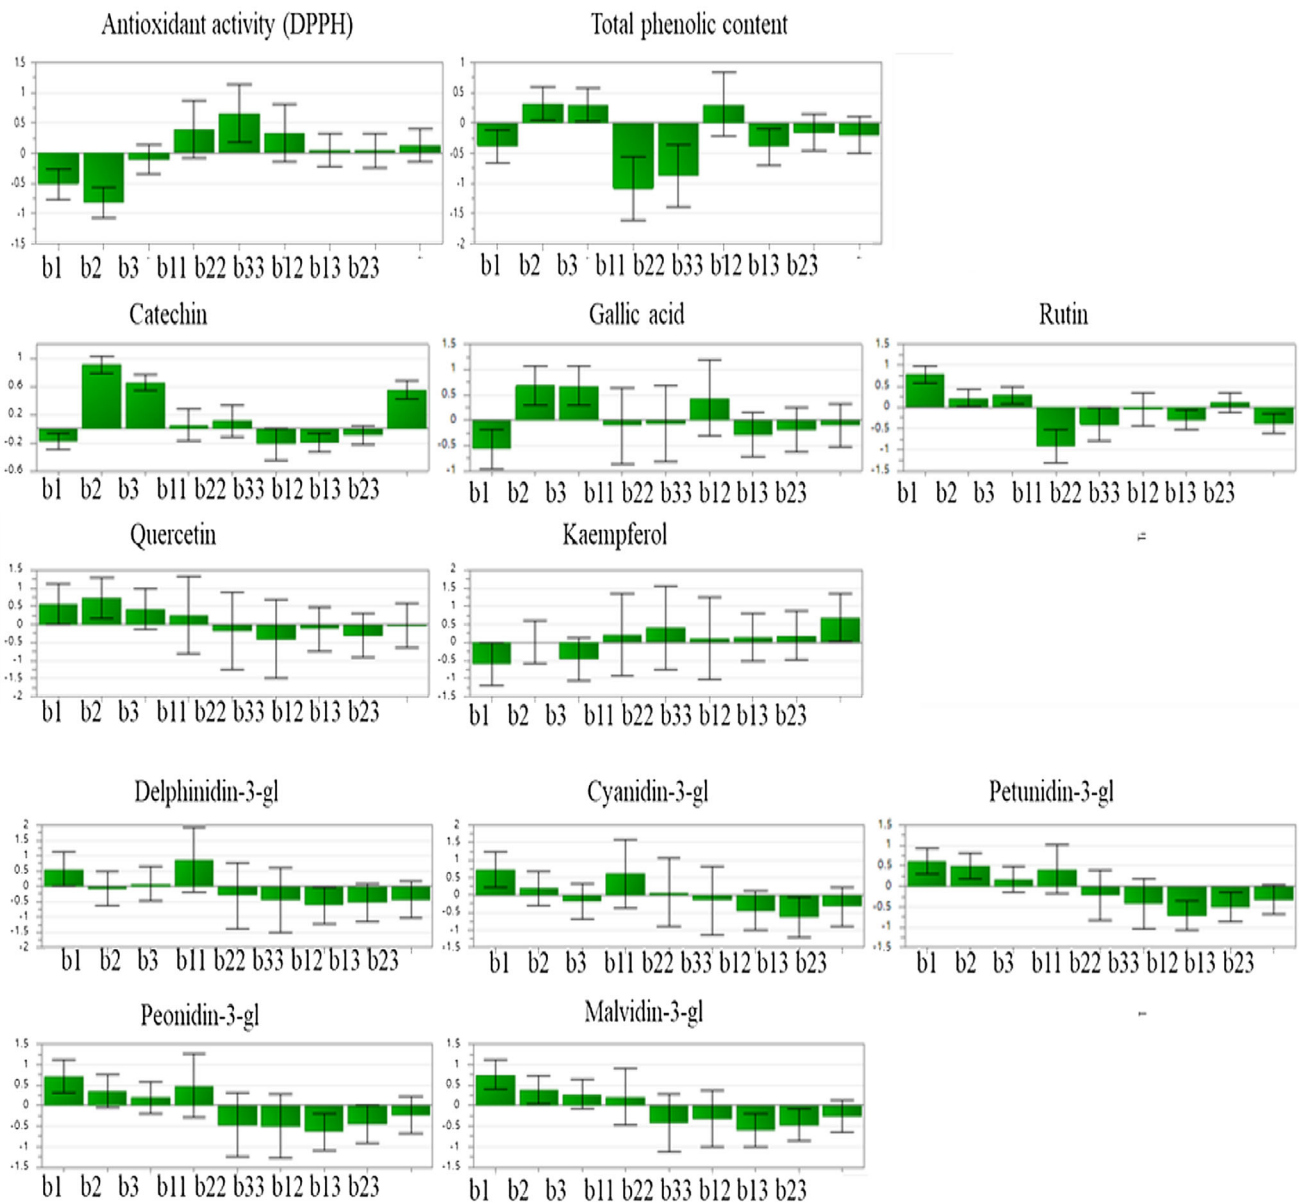 Antioxidant activity (DPPH) Total phenolic content
1.5 1
1 0.5
0.5 0
0 -0.5
-0.5 -1
-1 -1.5
-1.5 -2
b1 b2 b3 b11 b22 b33 b12 b13 b23 b1 b2 b3 b11 b22 b33 b12 b13 b23
Catechin Gallic acid Rutin
1 1.5 1.5
0.6 1 1
0.2 0.5 0.5
-0.2 0 0
-0.6 -0.5 -0.5
-1 -1
-1.5
b1 b2 b3 b11 b22 b33 b12 b13 b23 b1 b2 b3 b11 b22 b33 b12 b13 b23 b1 b2 b3 b11 b22 b33 b12 b13 b23
Quercetin Kaempferol
1.5 2
1 1.5
0.5 1
0 0.5
-0.5 0
-1 -0.5
-1.5 -1
-2 -1.5
b1 b2 b3 b11 b22 b33 b12 b13 b23 b1 b2 b3 b11 b22 b33 b12 b13 b23
Delphinidin-3-gl Cyanidin-3-gl Petunidin-3-gl
2 2 1.5
1.5 1.5 1
1 1 0.5
0.5 0.5 0
0 0 -0.5
-0.5 -0.5 -1
-1 -1 -1.5
-1.5 -1.5
-2
b1 b2 b3 b11 b22 b33 b12 b13 b23 b1 b2 b3 b11 b22 b33 b12 b13 b23 b1 b2 b3 b11 b22 b33 b12 b13 b23
Peonidin-3-gl Malvidin-3-gl
1.5 1.5
1 1
0.5 0.5
0 0
-0.5 -0.5
-1 -1
-1.5 -1.5
b1 b2 b3 b11 b22 b33 b12 b13 b23 b1 b2 b3 b11 b22 b33 b12 b13 b23